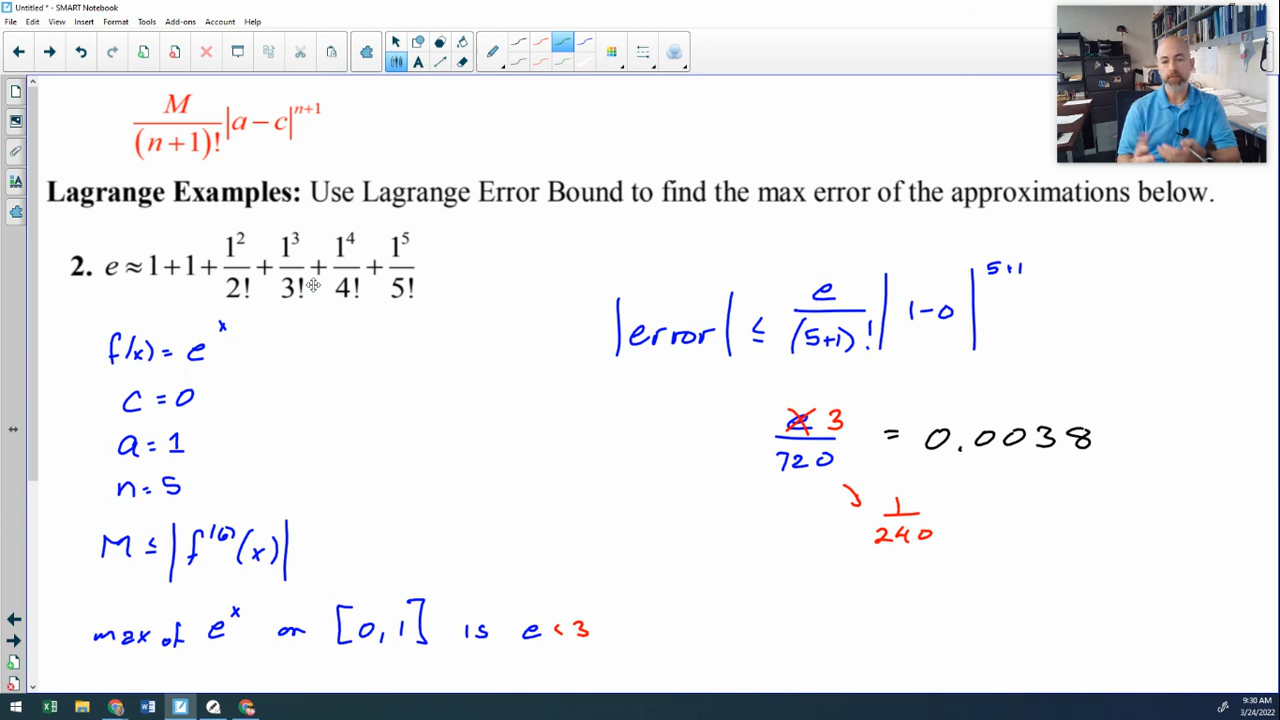 Untitled * - SMART Notebook
File Edit View Insert Format Tools Add-ons Account Help
M/(n+1)! |a-c|^(n+1)
Lagrange Examples: Use Lagrange Error Bound to find the max error of the approximations below.
2. e≈1+1+1²/2!+1³/3!+1⁴/4!+1⁵/5!
|error| ≤ e/(5+1)! |1-0|^(5+1)
f(x) = e^x
c = 0
a = 1
n = 5
e 3/720 = 0.0038
1/240
M ≤ |f^(6)(x)|
max of e^x on [0,1] is e < 3
9:30 AM
3/24/2022